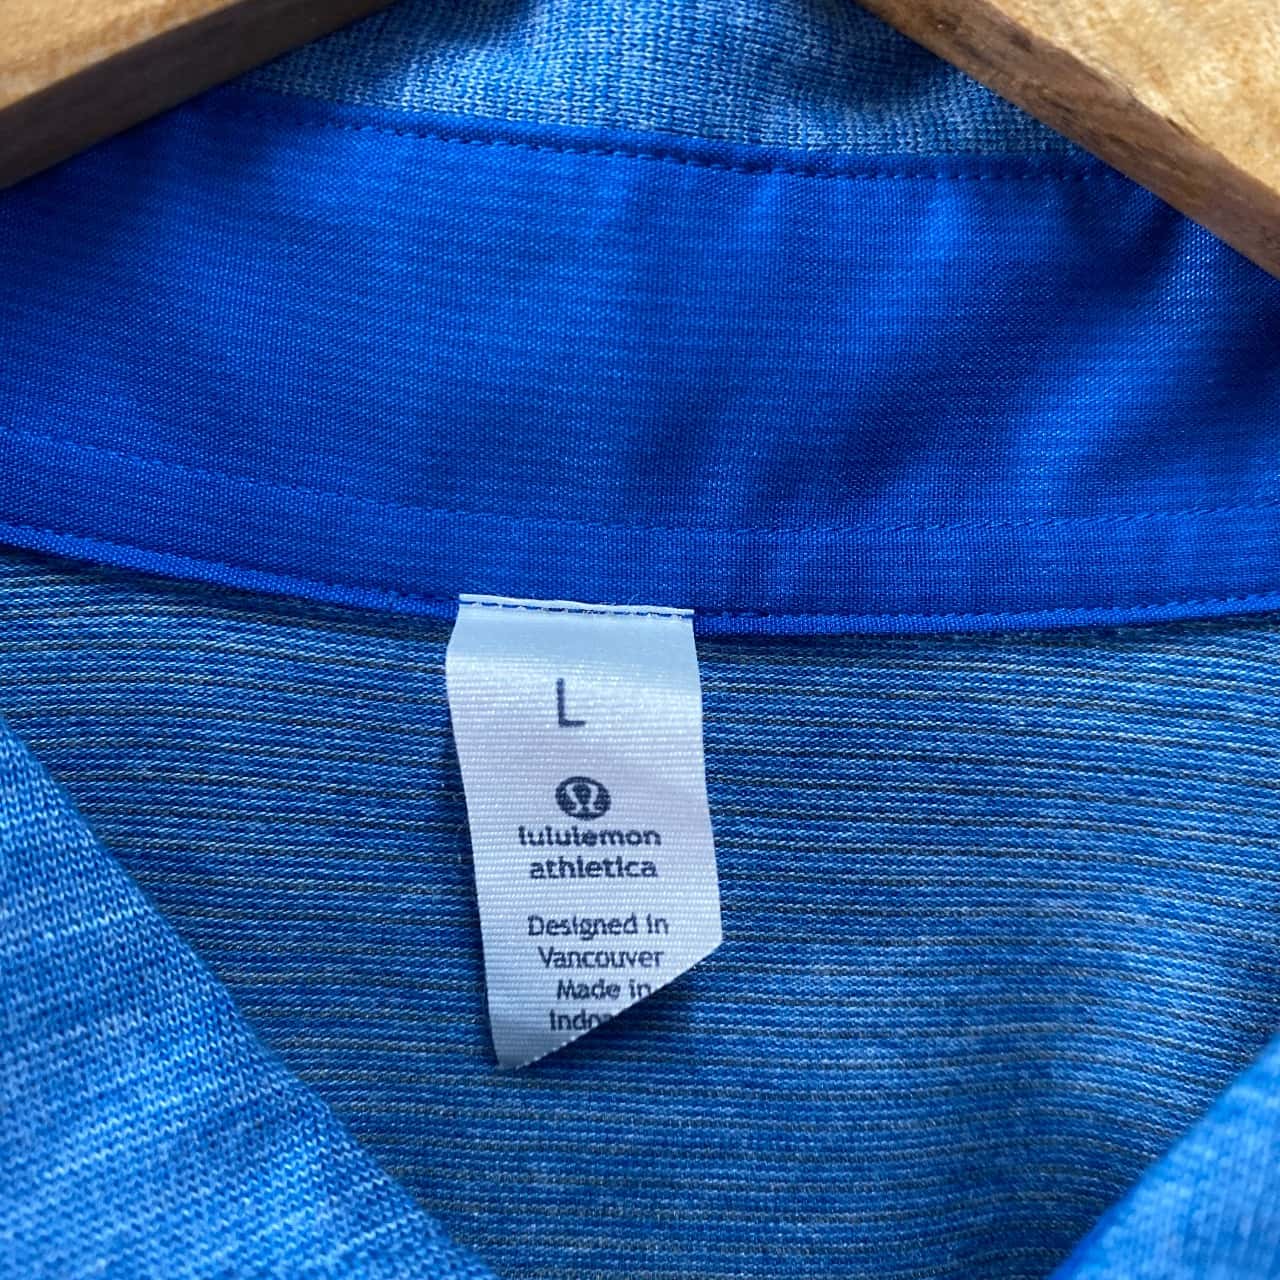 L
lululemon
athletica
Designed in
Vancouver
Made in